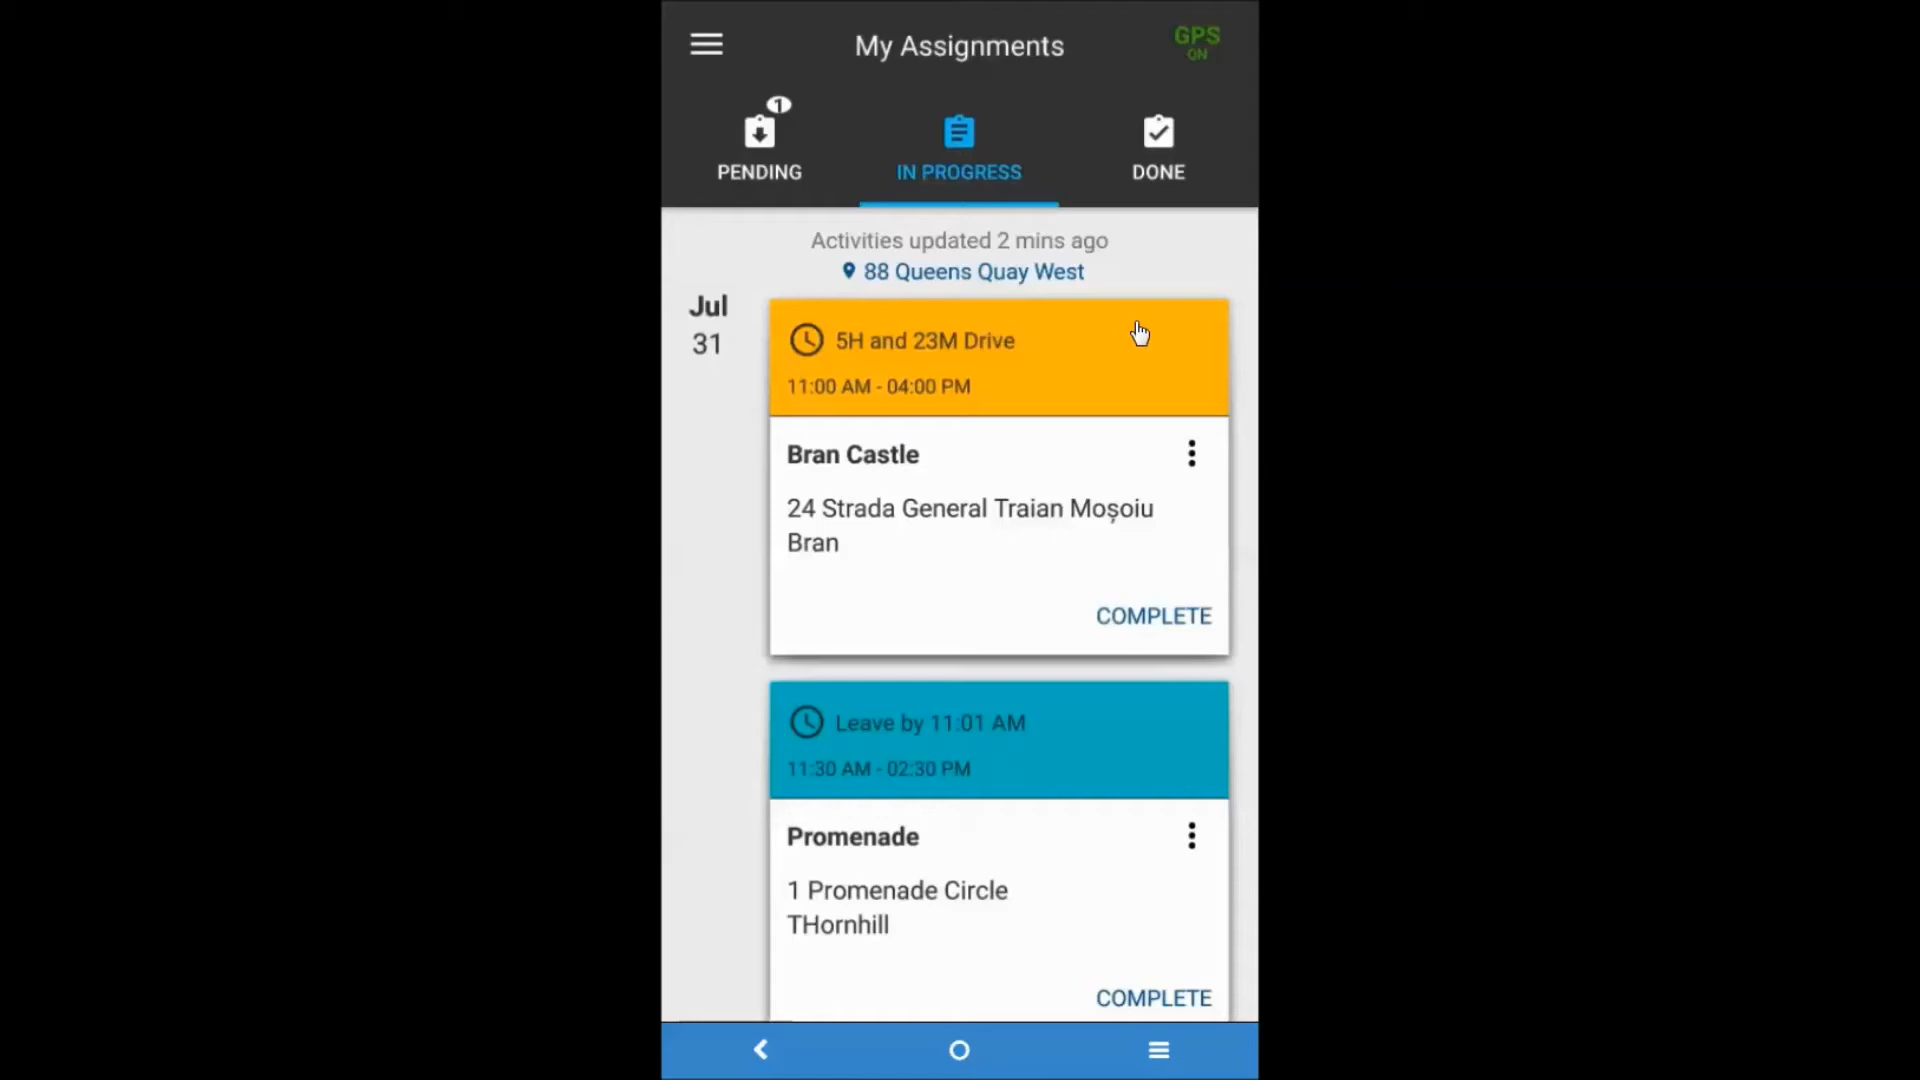 My Assignments
GPS
ON
1
PENDING
IN PROGRESS
DONE
Activities updated 2 mins ago
88 Queens Quay West
Jul
31
5H and 23M Drive
11:00 AM - 04:00 PM
Bran Castle
24 Strada General Traian Moșoiu
Bran
COMPLETE
Leave by 11:01 AM
11:30 AM - 02:30 PM
Promenade
1 Promenade Circle
THornhill
COMPLETE